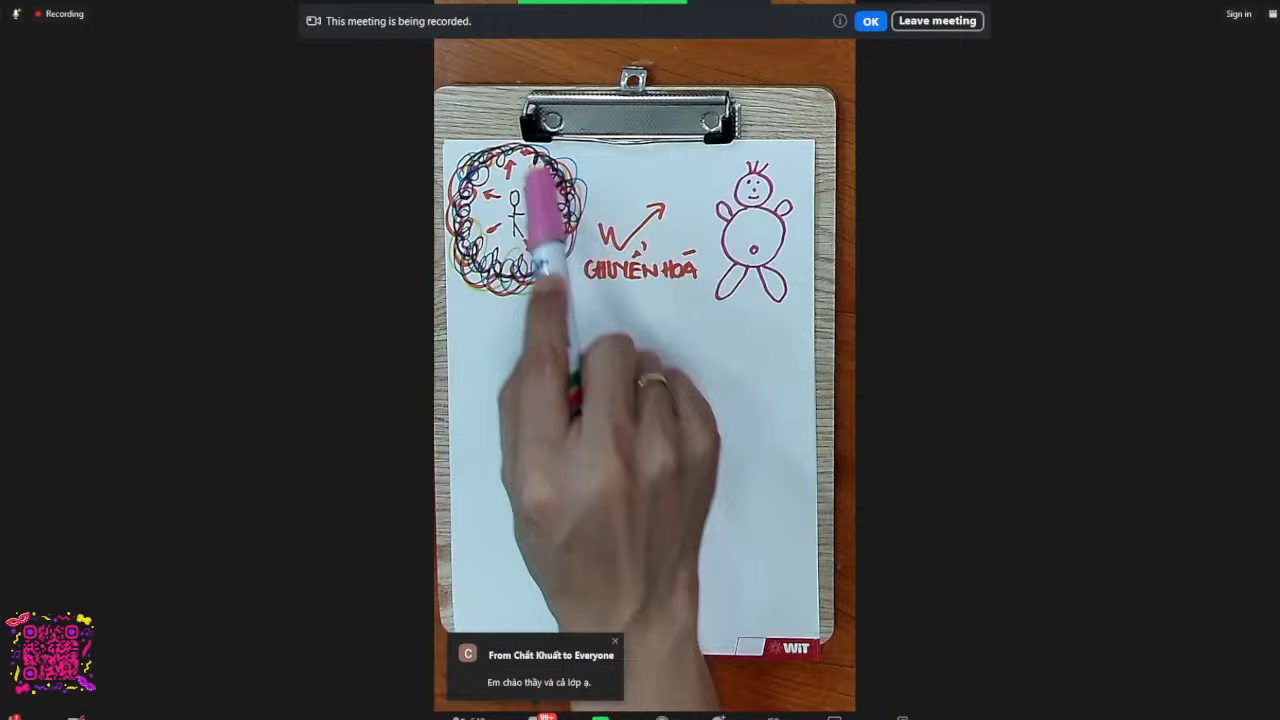 Recording
This meeting is being recorded.
OK
Leave meeting
Sign in
W
CHUYỂN HOÁ
WiT
C
From Chất Khuất to Everyone
Em chào thầy và cả lớp ạ.
99+